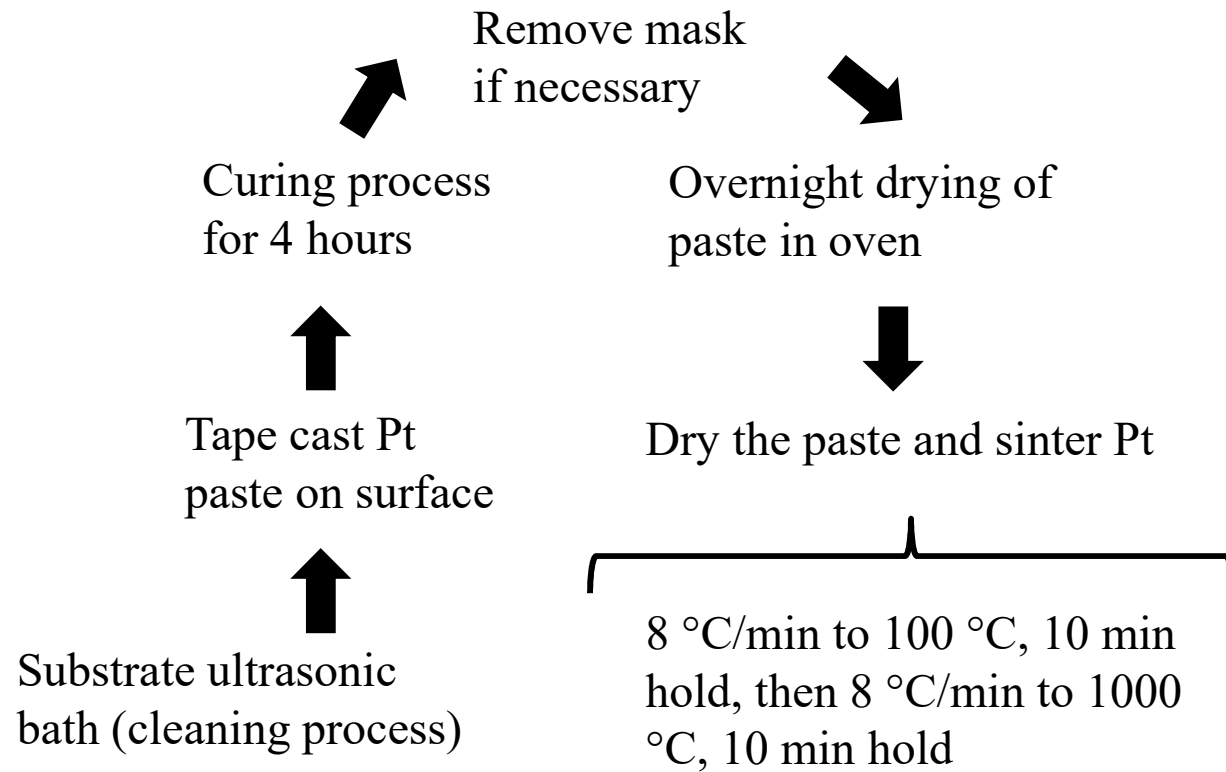 Substrate ultrasonic
bath (cleaning process)
Tape cast Pt
paste on surface
Curing process
for 4 hours
Remove mask
if necessary
Overnight drying of
paste in oven
Dry the paste and sinter Pt
8 °C/min to 100 °C, 10 min
hold, then 8 °C/min to 1000
°C, 10 min hold